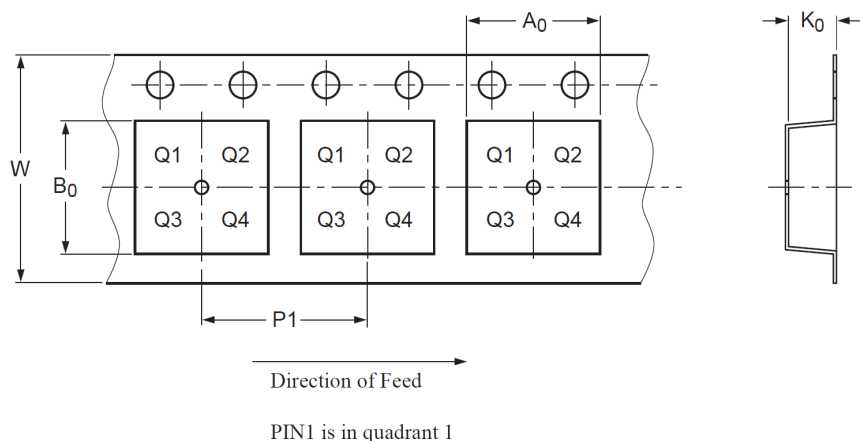 A0
K0
Q1 Q2 Q1 Q2 Q1 Q2
W
B0
Q3 Q4 Q3 Q4 Q3 Q4
P1
Direction of Feed
PIN1 is in quadrant 1